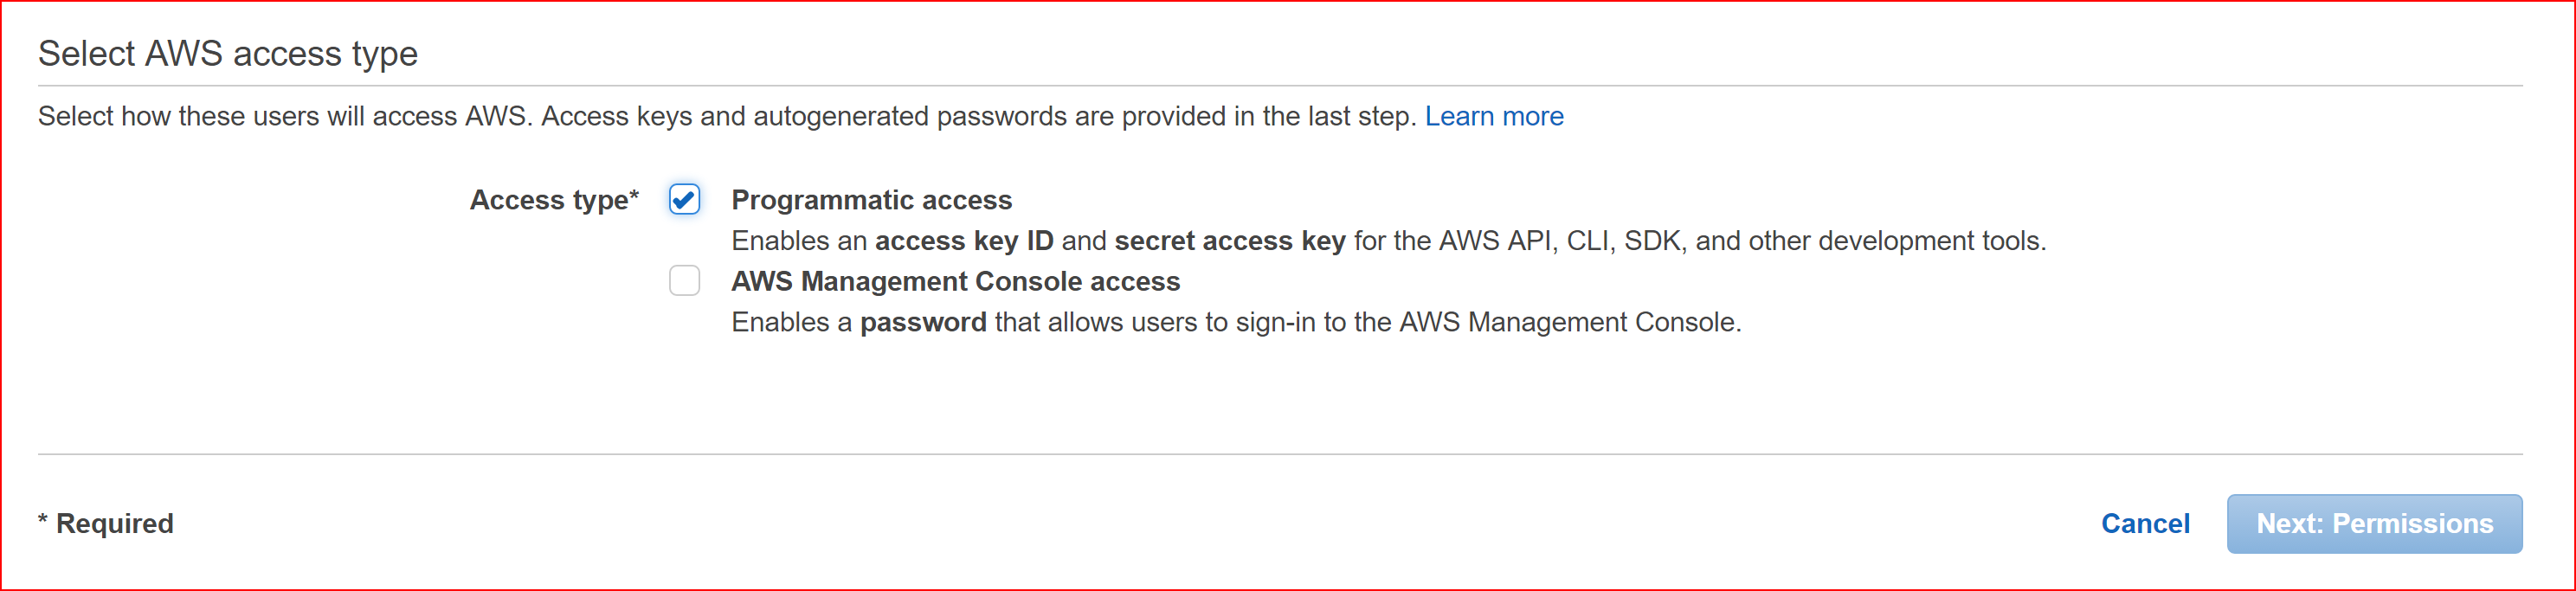 Select AWS access type
Select how these users will access AWS. Access keys and autogenerated passwords are provided in the last step. Learn more
Access type* Programmatic access
Enables an access key ID and secret access key for the AWS API, CLI, SDK, and other development tools.
AWS Management Console access
Enables a password that allows users to sign-in to the AWS Management Console.
* Required Cancel Next: Permissions